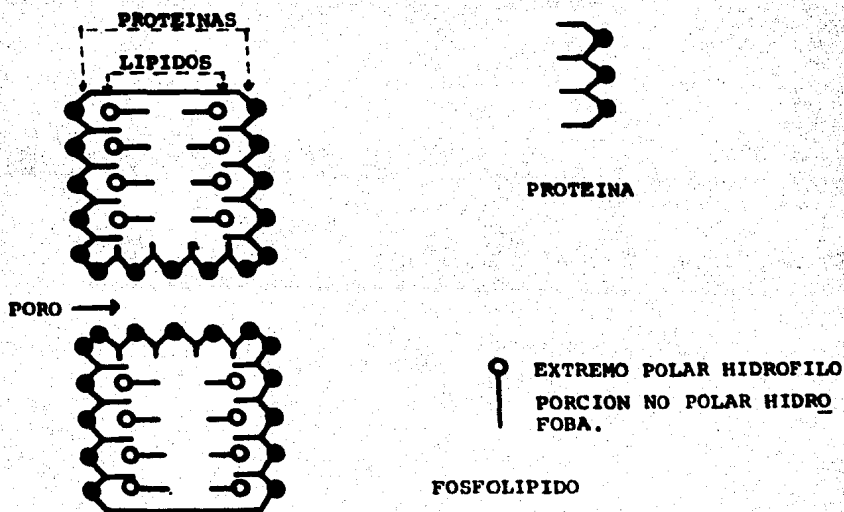 PROTEINAS
LIPIDOS
PROTEINA
PORO
EXTREMO POLAR HIDROFILO
PORCION NO POLAR HIDRO
FOBA.
FOSFOLIPIDO